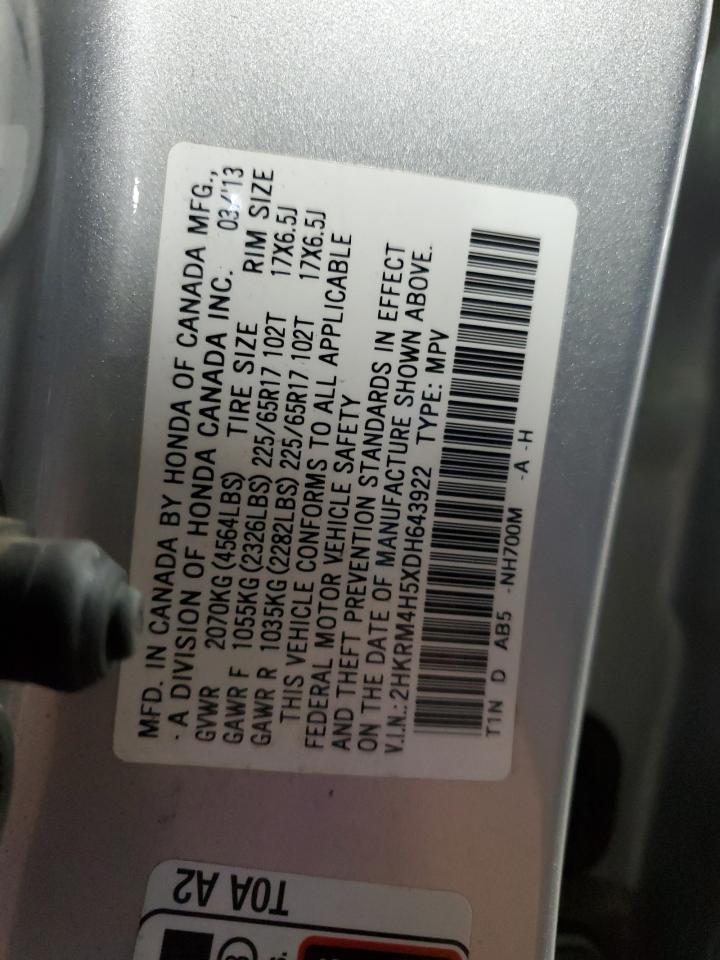 MFD. IN CANADA BY HONDA OF CANADA MFG.,
- A DIVISION OF HONDA CANADA INC. 03/'13
GVWR 2070KG(4564LBS) TIRE SIZE RIM SIZE
GAWR F 1055KG(2326LBS) 225/65R17 102T 17X6.5J
GAWR R 1035KG(2282LBS) 225/65R17 102T 17X6.5J
THIS VEHICLE CONFORMS TO ALL APPLICABLE
FEDERAL MOTOR VEHICLE SAFETY
AND THEFT PREVENTION STANDARDS IN EFFECT
ON THE DATE OF MANUFACTURE SHOWN ABOVE.
V.I.N.: 2HKRM4H5XDH643922 TYPE: MPV
T1N D AB5 -NH700M -A -H
T0A A2